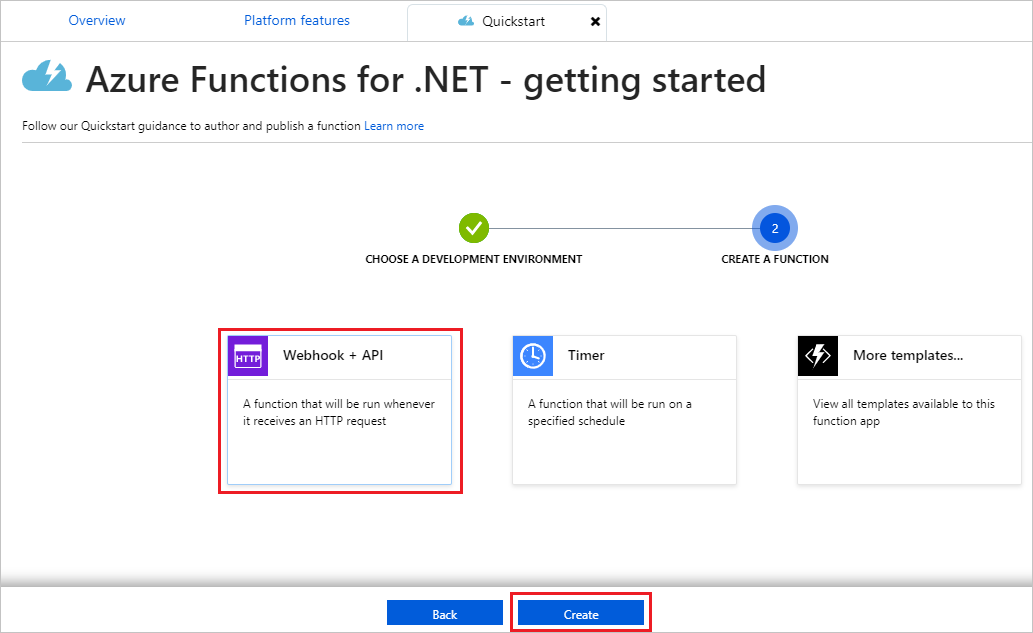 Overview
Platform features
Quickstart
Azure Functions for .NET - getting started
Follow our Quickstart guidance to author and publish a function Learn more
2
CHOOSE A DEVELOPMENT ENVIRONMENT
CREATE A FUNCTION
HTTP
Webhook + API
A function that will be run whenever
it receives an HTTP request
Timer
A function that will be run on a
specified schedule
More templates...
View all templates available to this
function app
Back
Create